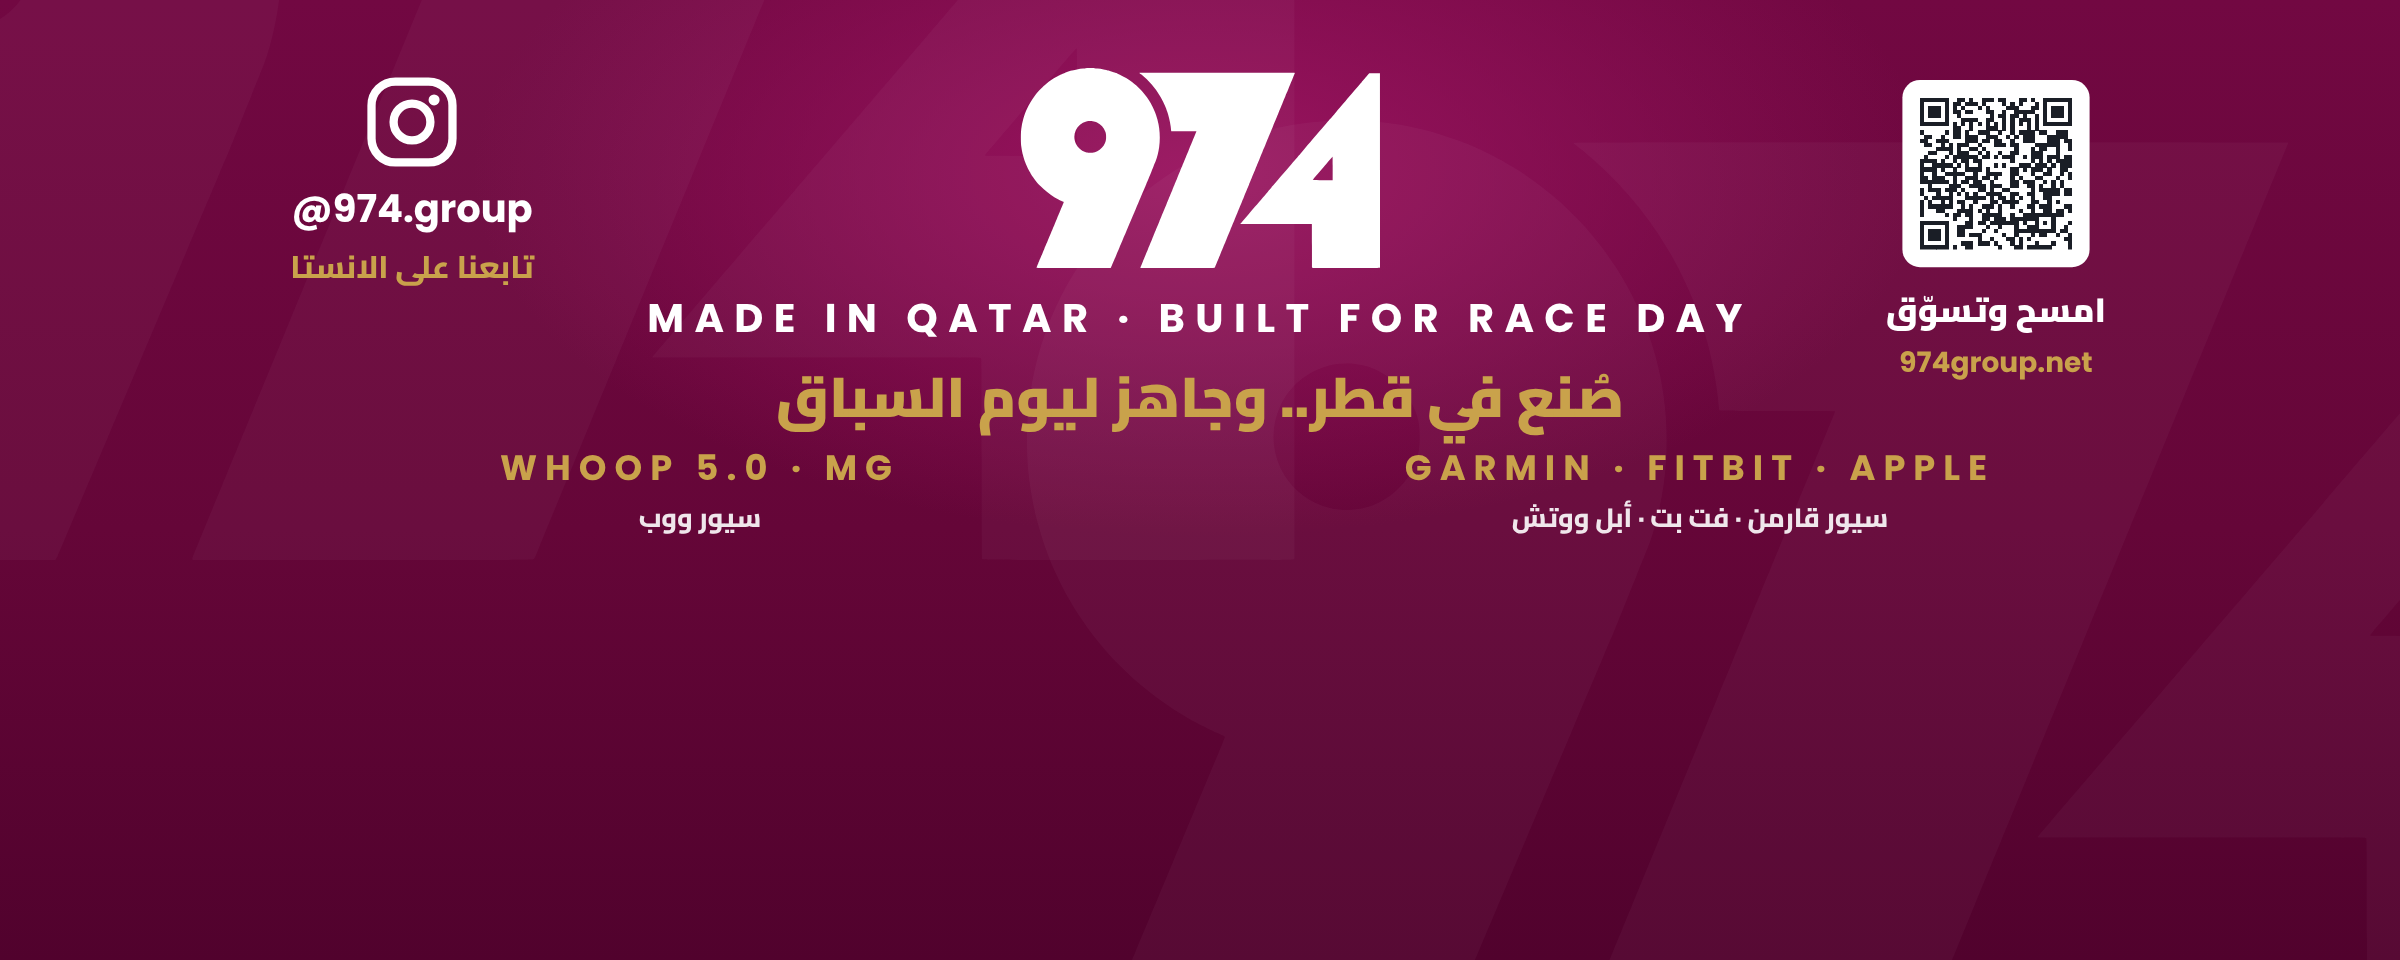 974
@974.group
تابعنا على الانستا
MADE IN QATAR · BUILT FOR RACE DAY
امسح وتسوّق
974group.net
صُنع في قطر.. وجاهز ليوم السباق
WHOOP 5.0 · MG
GARMIN · FITBIT · APPLE
سيور ووب
سيور قارمن · فت بت · أبل ووتش